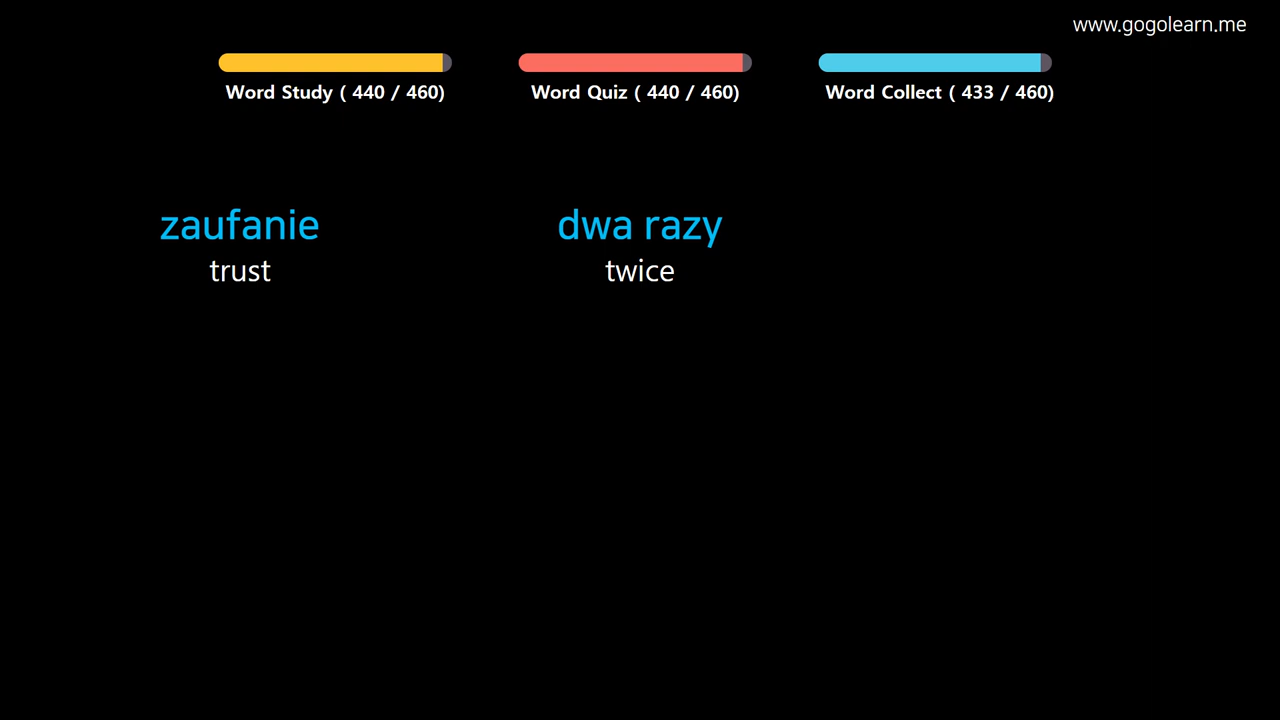 www.gogolearn.me
Word Study ( 440 / 460)
Word Quiz ( 440 / 460)
Word Collect ( 433 / 460)
zaufanie
trust
dwa razy
twice